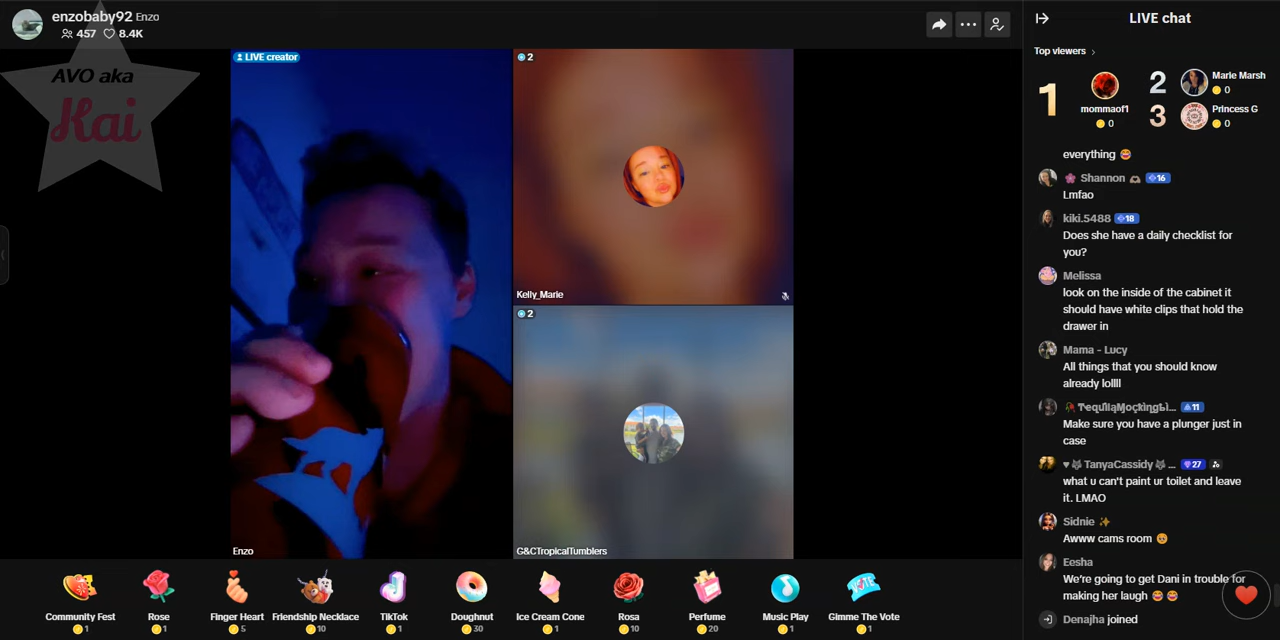 enzobaby92 Enzo
457 8.4K
AVO aka
Kai
LIVE creator
2
Kelly_Marie
2
Enzo
G&CTropicalTumblers
Community Fest
1
Rose
1
Finger Heart
5
Friendship Necklace
10
TikTok
1
Doughnut
30
Ice Cream Cone
1
Rosa
10
Perfume
20
Music Play
1
Gimme The Vote
1
LIVE chat
Top viewers
1
mommaof1
0
2
Marie Marsh
0
3
Princess G
0
everything
Shannon 16
Lmfao
kiki.5488 18
Does she have a daily checklist for
you?
Melissa
look on the inside of the cabinet it
should have white clips that hold the
drawer in
Mama - Lucy
All things that you should know
already lollll
11
Make sure you have a plunger just in
case
TanyaCassidy ... 27
what u can't paint ur toilet and leave
it. LMAO
Sidnie
Awww cams room
Eesha
We're going to get Dani in trouble for
making her laugh
Denajha joined